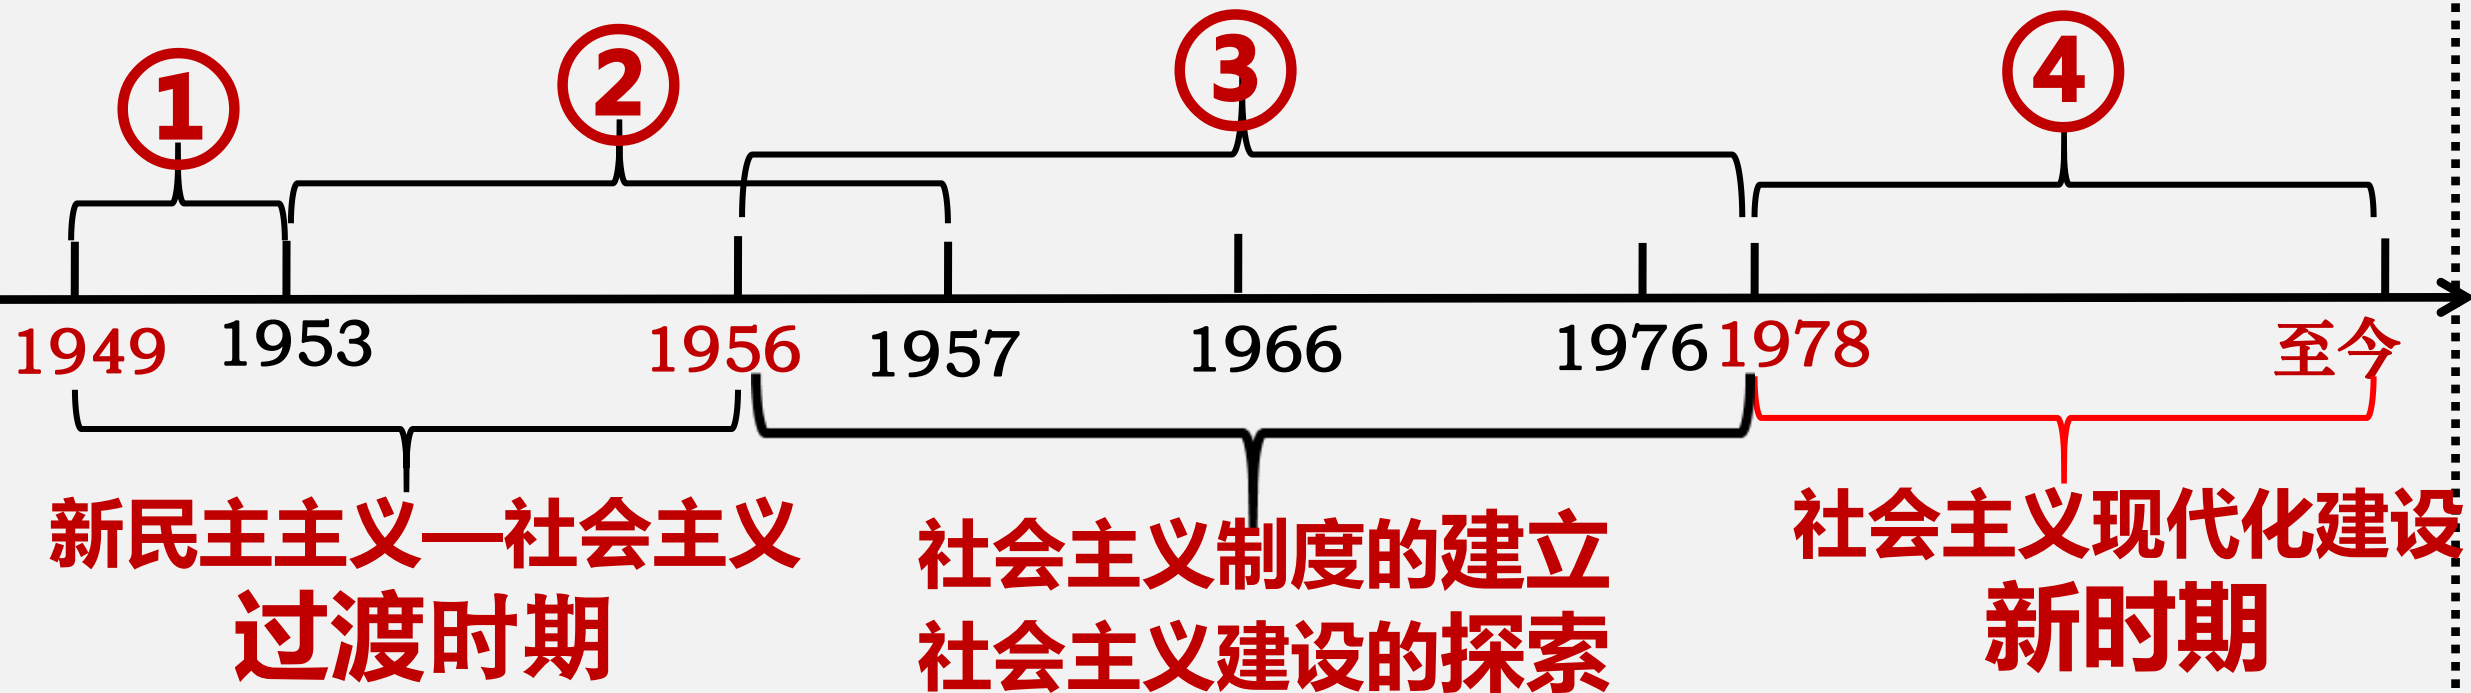 ① ② ③ ④
1949 1953 1956 1957 1966 1976 1978 至今
新民主主义—社会主义
过渡时期
社会主义制度的建立
社会主义建设的探索
社会主义现代化建设
新时期